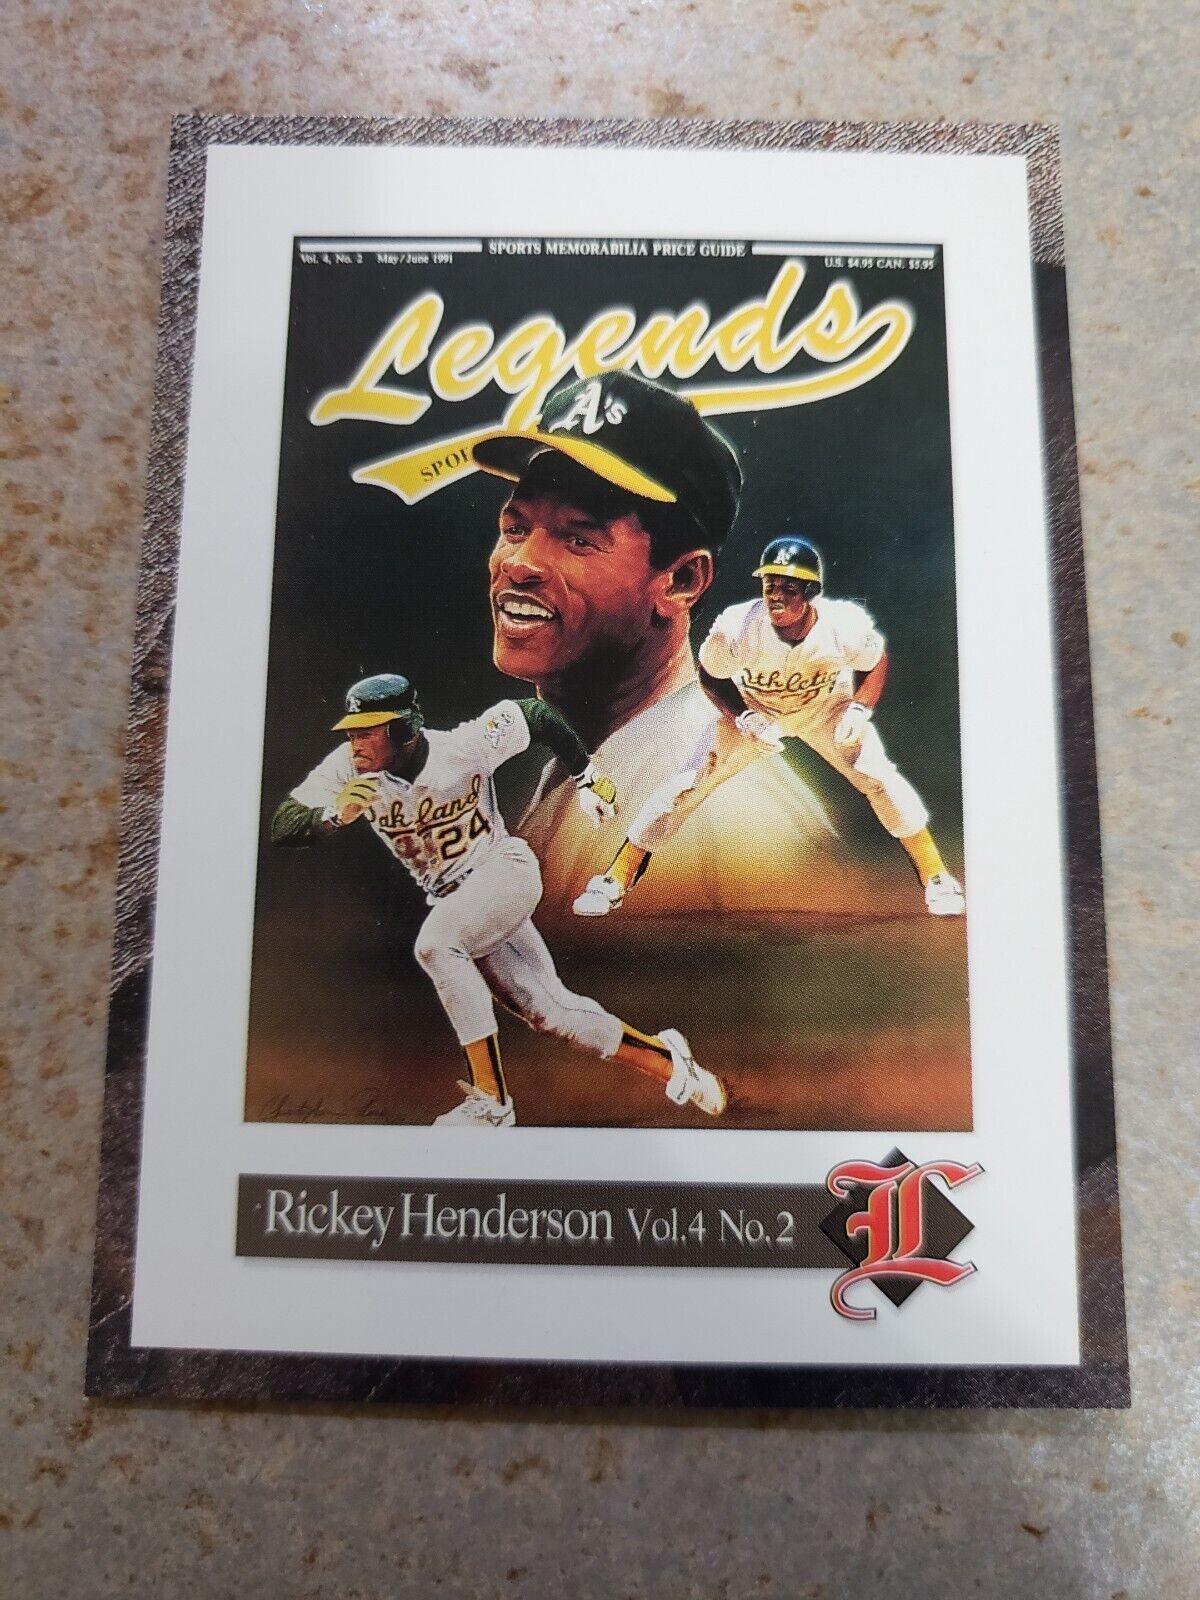 SPORTS MEMORABILIA PRICE GUIDE
Vol. 4, No. 2 May/June 1991
U.S. $4.95 CAN. $5.95
Legends
SPO
A's
A
Athletics
A
Oakland
24
Rickey Henderson Vol.4 No.2
L